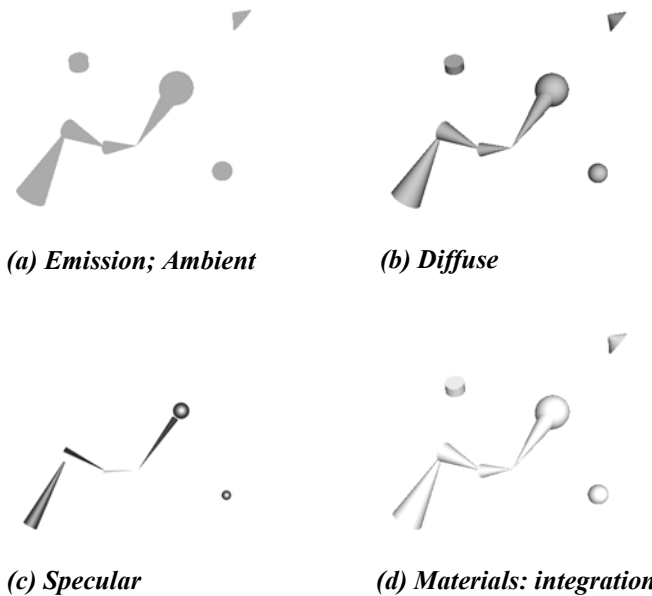 (a) Emission; Ambient
(b) Diffuse
(c) Specular
(d) Materials: integration